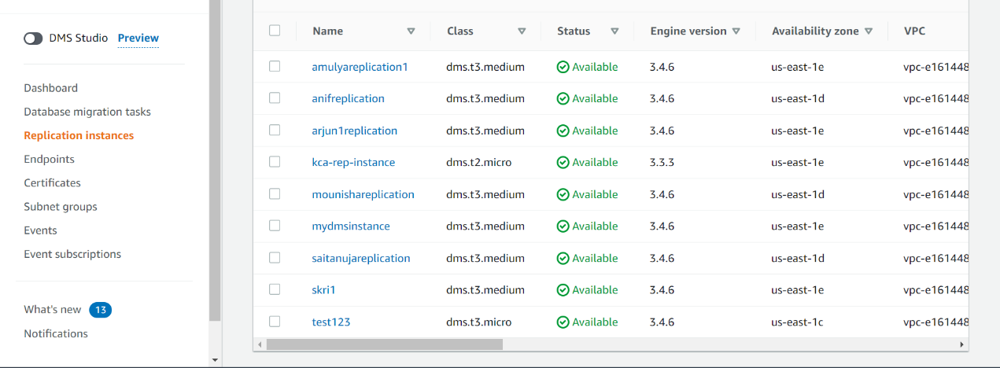 DMS Studio Preview
Dashboard
Database migration tasks
Replication instances
Endpoints
Certificates
Subnet groups
Events
Event subscriptions
What's new 13
Notifications
Name Class Status Engine version Availability zone VPC
amulyareplication1 dms.t3.medium Available 3.4.6 us-east-1e vpc-e161448
anifreplication dms.t3.medium Available 3.4.6 us-east-1d vpc-e161448
arjun1replication dms.t3.medium Available 3.4.6 us-east-1e vpc-e161448
kca-rep-instance dms.t2.micro Available 3.3.3 us-east-1e vpc-e161448
mounishareplication dms.t3.medium Available 3.4.6 us-east-1d vpc-e161448
mydmsinstance dms.t3.medium Available 3.4.6 us-east-1e vpc-e161448
saitanujareplication dms.t3.medium Available 3.4.6 us-east-1d vpc-e161448
skri1 dms.t3.medium Available 3.4.6 us-east-1e vpc-e161448
test123 dms.t3.micro Available 3.4.6 us-east-1c vpc-e161448